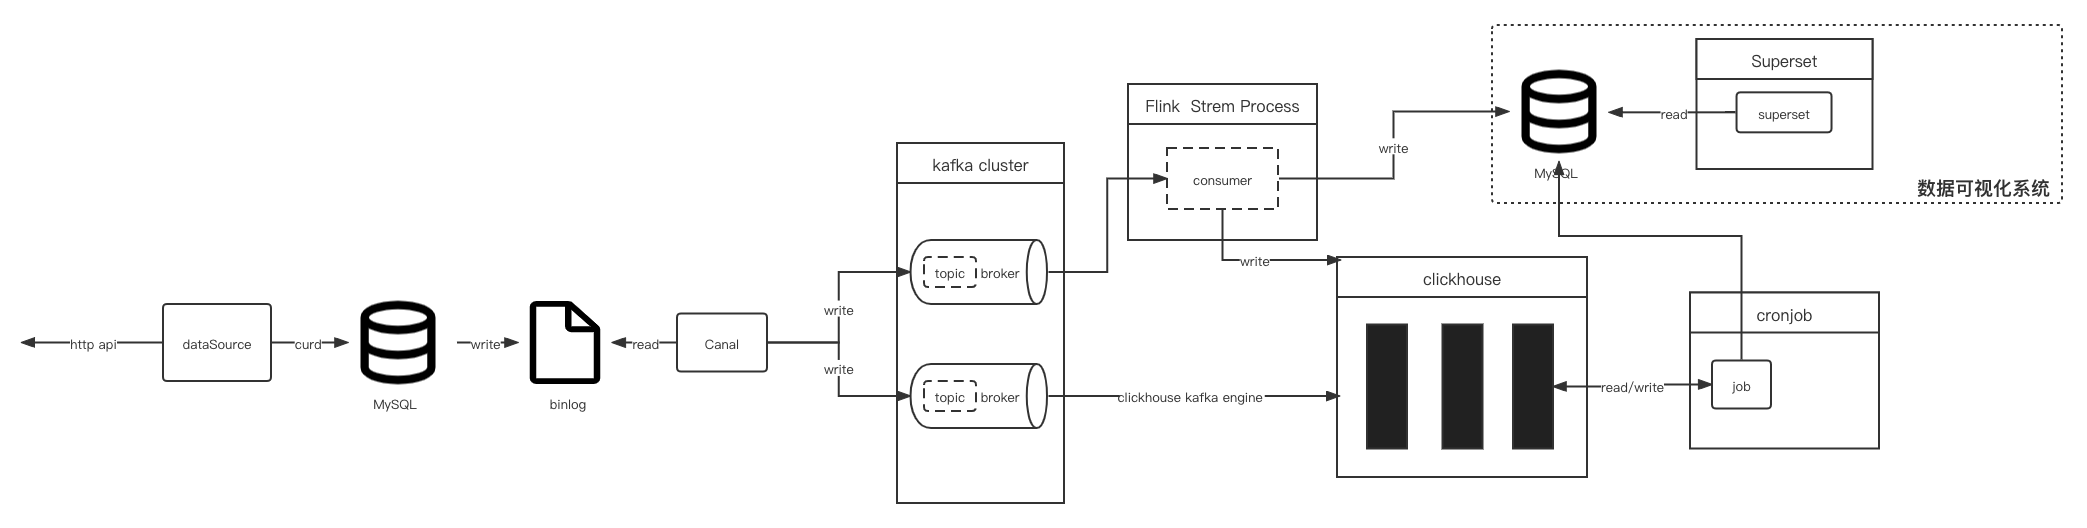 http api
dataSource
curd
MySQL
write
binlog
read
Canal
write
write
kafka cluster
topic
broker
topic
broker
Flink  Strem Process
consumer
write
write
clickhouse kafka engine
clickhouse
read/write
cronjob
job
MySQL
read
Superset
superset
数据可视化系统